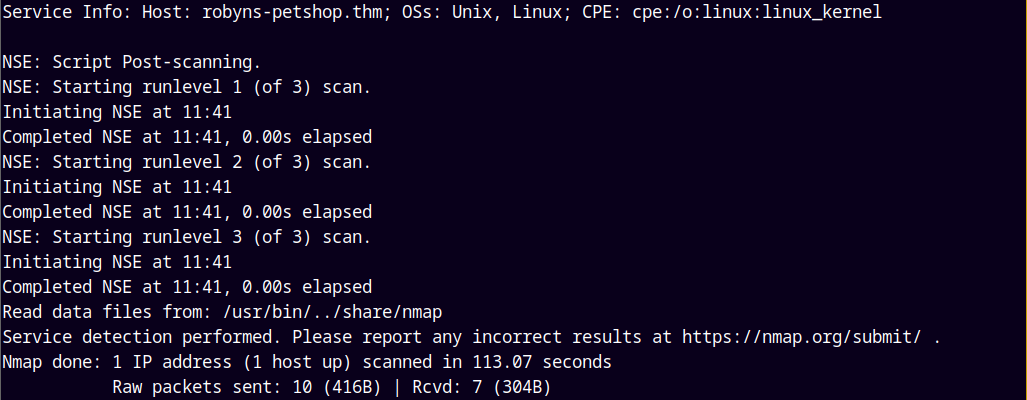 Service Info: Host: robyns-petshop.thm; OSs: Unix, Linux; CPE: cpe:/o:linux:linux_kernel

NSE: Script Post-scanning.
NSE: Starting runlevel 1 (of 3) scan.
Initiating NSE at 11:41
Completed NSE at 11:41, 0.00s elapsed
NSE: Starting runlevel 2 (of 3) scan.
Initiating NSE at 11:41
Completed NSE at 11:41, 0.00s elapsed
NSE: Starting runlevel 3 (of 3) scan.
Initiating NSE at 11:41
Completed NSE at 11:41, 0.00s elapsed
Read data files from: /usr/bin/../share/nmap
Service detection performed. Please report any incorrect results at https://nmap.org/submit/ .
Nmap done: 1 IP address (1 host up) scanned in 113.07 seconds
           Raw packets sent: 10 (416B) | Rcvd: 7 (304B)